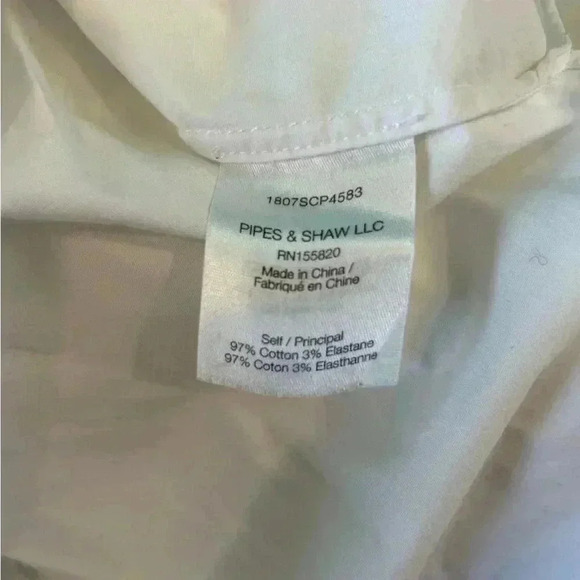 1807SCP4583
PIPES & SHAW LLC
RN155820
Made in China /
Fabriqué en Chine
Self / Principal
97% Cotton 3% Elastane
97% Coton 3% Elasthanne